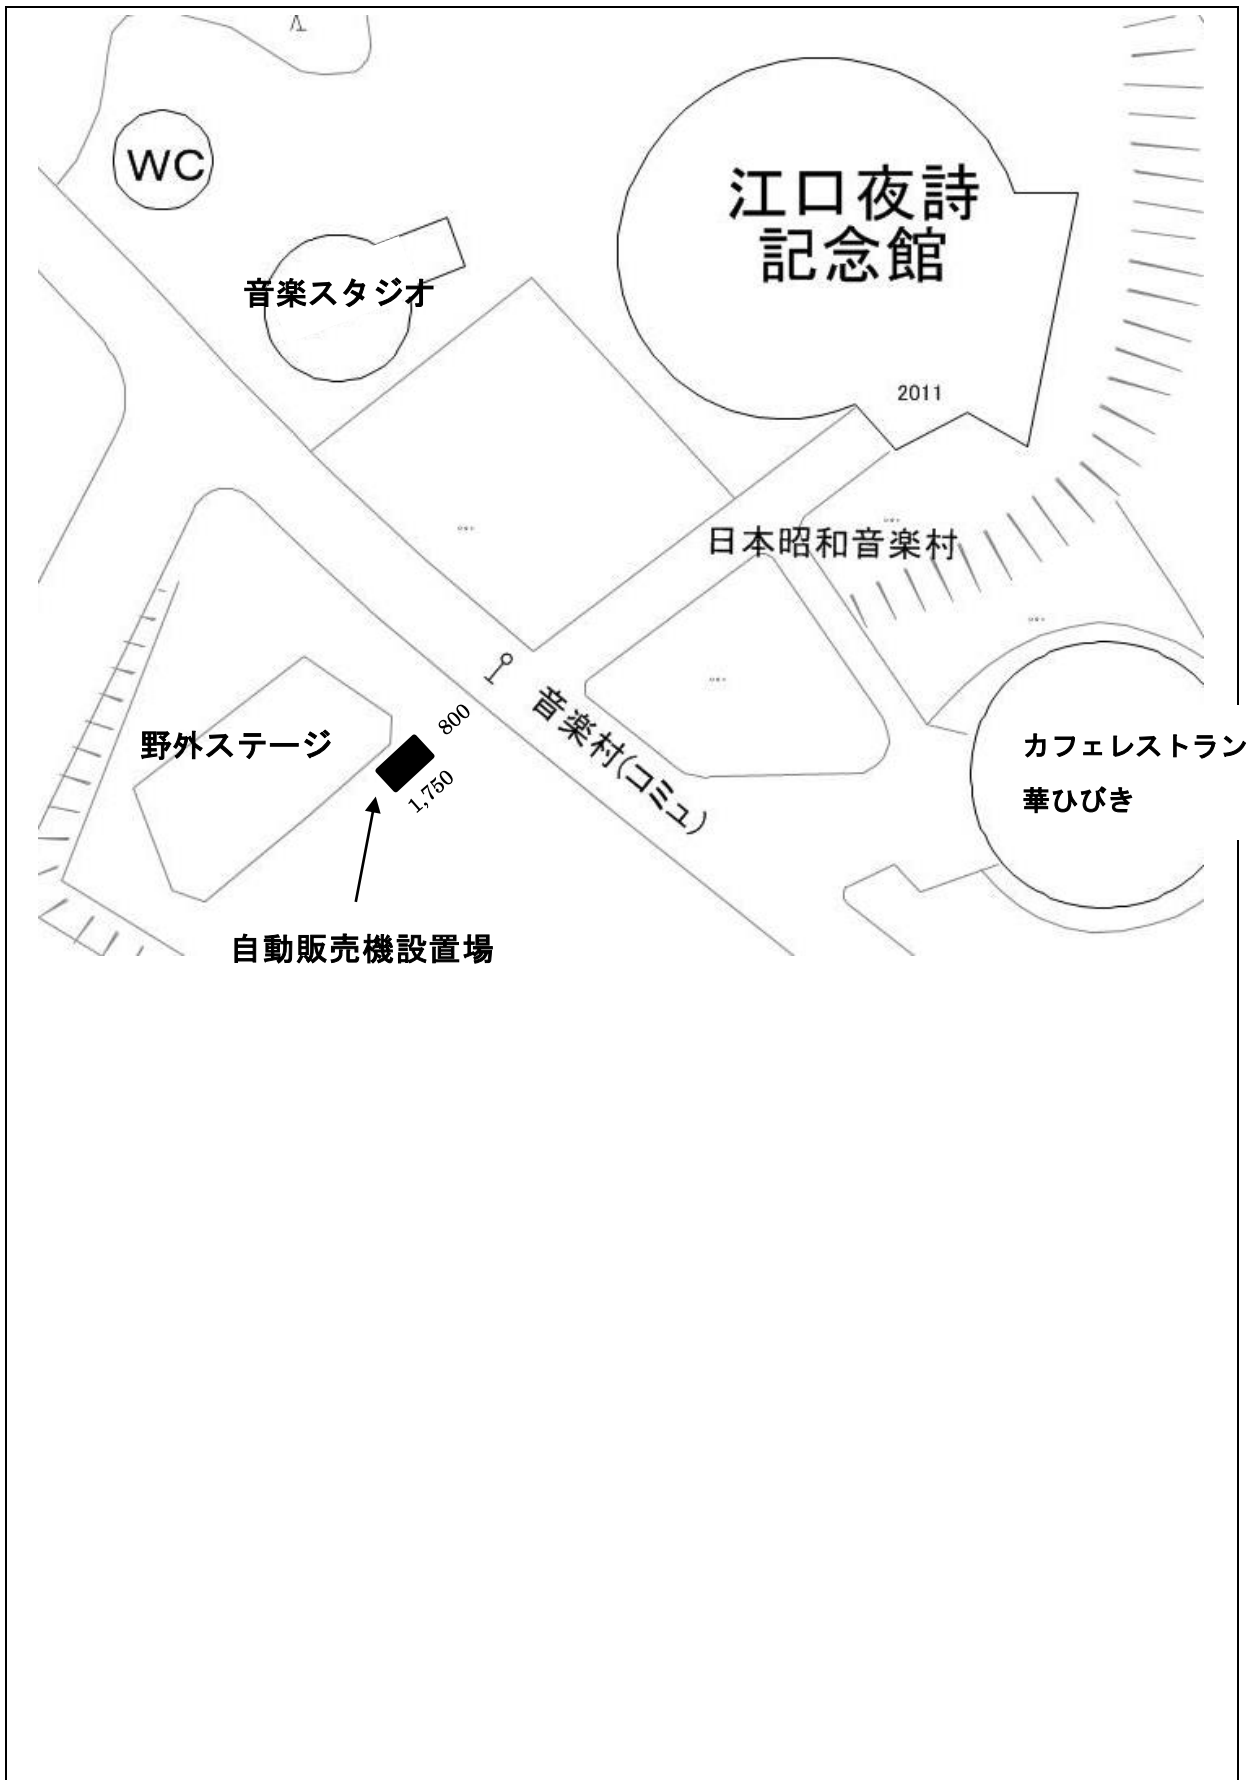 WC
江口夜詩
記念館
音楽スタジオ
2011
日本昭和音楽村
音楽村(コミュ)
800
1,750
野外ステージ
カフェレストラン
華ひびき
自動販売機設置場